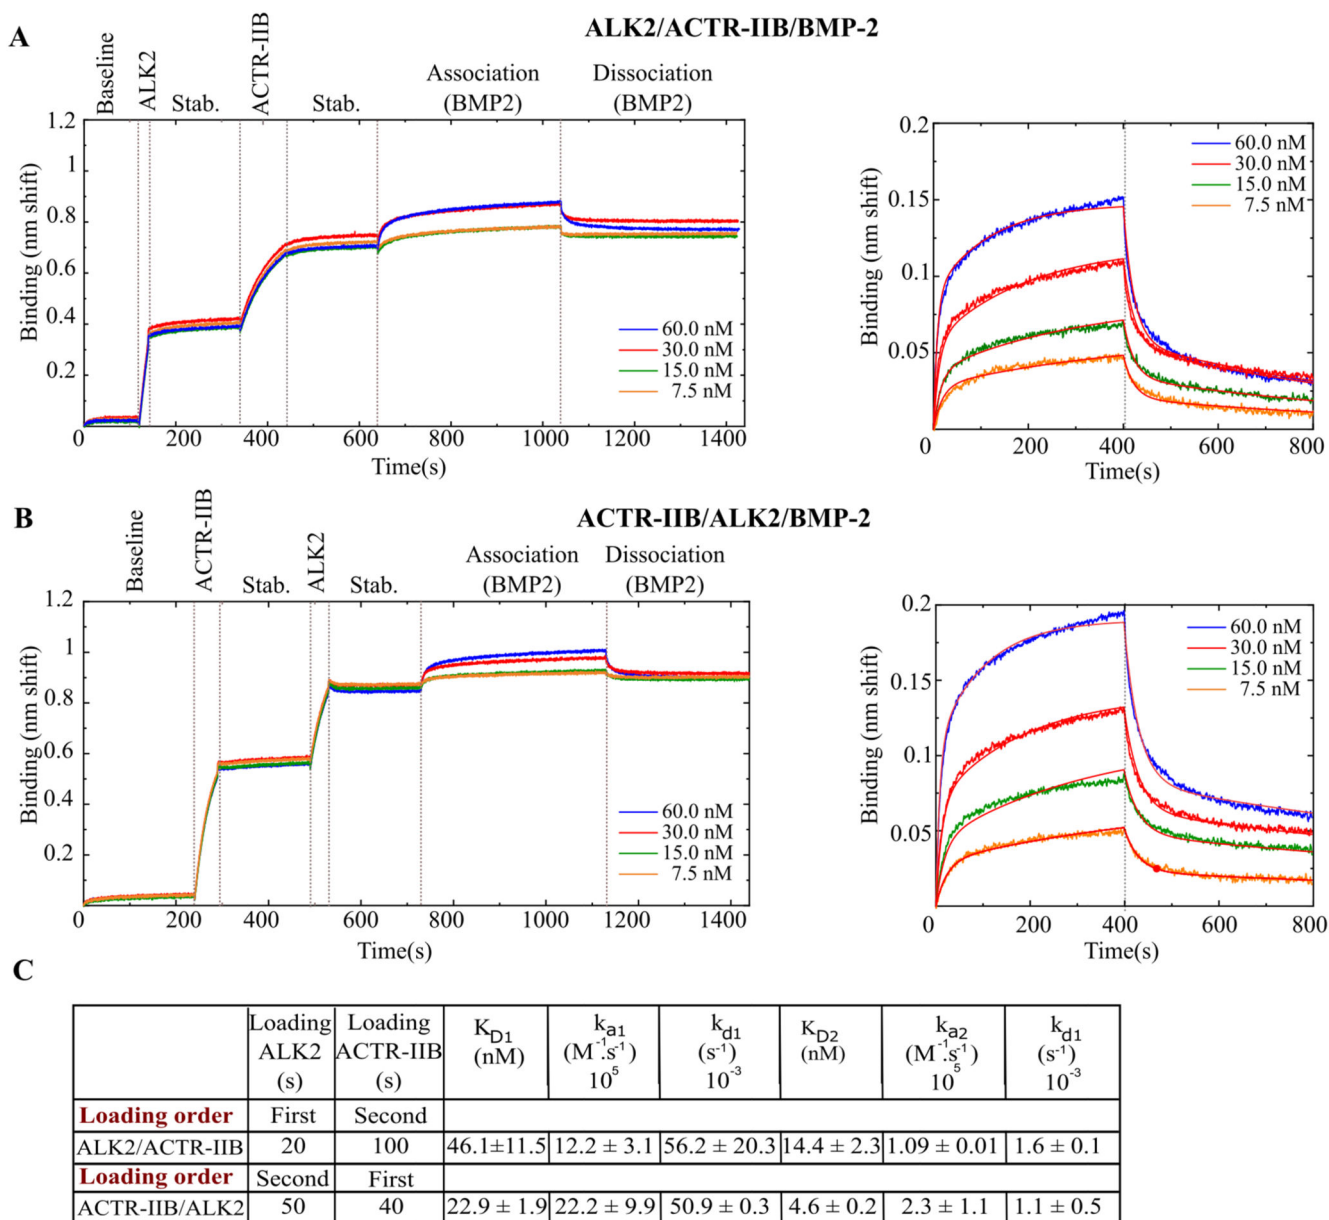 A
ALK2/ACTR-IIB/BMP-2
Baseline
ALK2
Stab.
ACTR-IIB
Stab.
Association
(BMP2)
Dissociation
(BMP2)
Binding (nm shift)
1.2
1
0.8
0.6
0.4
0.2
0 200 400 600 800 1000 1200 1400
Time(s)
60.0 nM
30.0 nM
15.0 nM
7.5 nM
Binding (nm shift)
0.2
0.15
0.1
0.05
0 200 400 600 800
Time(s)
60.0 nM
30.0 nM
15.0 nM
7.5 nM
B
ACTR-IIB/ALK2/BMP-2
Baseline
ACTR-IIB
Stab.
ALK2
Stab.
Association
(BMP2)
Dissociation
(BMP2)
Binding (nm shift)
1.2
1
0.8
0.6
0.4
0.2
0 200 400 600 800 1000 1200 1400
Time(s)
60.0 nM
30.0 nM
15.0 nM
7.5 nM
Binding (nm shift)
0.2
0.15
0.1
0.05
0 200 400 600 800
Time(s)
60.0 nM
30.0 nM
15.0 nM
7.5 nM
C
Loading ALK2 (s) Loading ACTR-IIB (s) KD1 (nM) ka1 (M⁻¹.s⁻¹) 10⁵ kd1 (s⁻¹) 10⁻³ KD2 (nM) ka2 (M⁻¹.s⁻¹) 10⁵ kd1 (s⁻¹) 10⁻³
Loading order First Second
ALK2/ACTR-IIB 20 100 46.1±11.5 12.2 ± 3.1 56.2 ± 20.3 14.4 ± 2.3 1.09 ± 0.01 1.6 ± 0.1
Loading order Second First
ACTR-IIB/ALK2 50 40 22.9 ± 1.9 22.2 ± 9.9 50.9 ± 0.3 4.6 ± 0.2 2.3 ± 1.1 1.1 ± 0.5